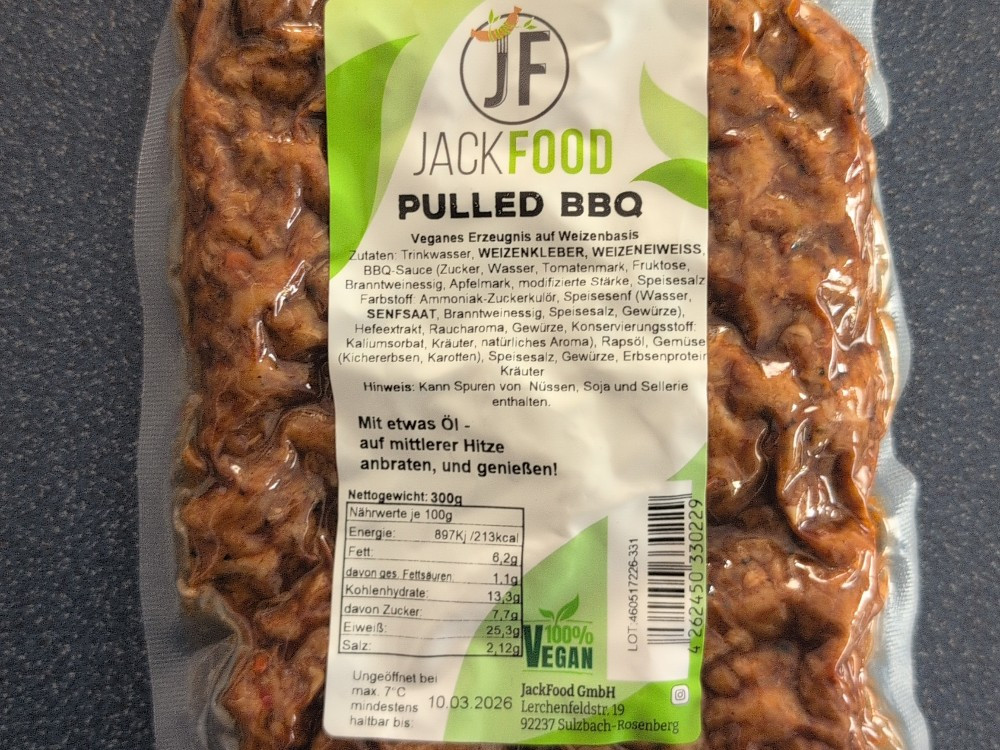 JF
JACKFOOD
PULLED BBQ
Veganes Erzeugnis auf Weizenbasis
Zutaten: Trinkwasser, WEIZENKLEBER, WEIZENEIWEISS,
BBQ-Sauce (Zucker, Wasser, Tomatenmark, Fruktose,
Branntweinessig, Apfelmark, modifizierte Stärke, Speisesalz
Farbstoff: Ammoniak-Zuckerkulör, Speisesenf (Wasser,
SENFSAAT, Branntweinessig, Speisesalz, Gewürze),
Hefeextrakt, Raucharoma, Gewürze, Konservierungsstoff:
Kaliumsorbat, Kräuter, natürliches Aroma), Rapsöl, Gemüse
(Kichererbsen, Karotten), Speisesalz, Gewürze, Erbsenprotein
Kräuter
Hinweis: Kann Spuren von Nüssen, Soja und Sellerie
enthalten.
Mit etwas Öl -
auf mittlerer Hitze
anbraten, und genießen!
Nettogewicht: 300g
Nährwerte je 100g
Energie: 897Kj /213kcal
Fett: 6,2g
davon ges. Fettsäuren: 1,1g
Kohlenhydrate: 13,3g
davon Zucker: 7,7g
Eiweiß: 25,3g
Salz: 2,12g
Ungeöffnet bei
max. 7°C
mindestens
haltbar bis:
10.03.2026
100%
VEGAN
JackFood GmbH
Lerchenfeldstr. 19
92237 Sulzbach-Rosenberg
LOT:460517226-331
4 262450 330229